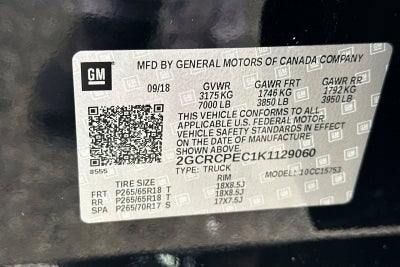 GM
MFD BY GENERAL MOTORS OF CANADA COMPANY
09/18 GVWR GAWR FRT GAWR RR
3175 KG 1746 KG 1792 KG
7000 LB 3850 LB 3950 LB
THIS VEHICLE CONFORMS TO ALL
APPLICABLE U.S. FEDERAL MOTOR
VEHICLE SAFETY STANDARDS IN EFFECT
ON THE DATE OF MANUFACTURE
SHOWN ABOVE.
2GCRCPEC1K1129060
8555 TYPE: TRUCK MODEL: 10CC15753
TIRE SIZE RIM
FRT P265/65R18 T 18X8.5J
RR P265/65R18 T 18X8.5J
SPA P265/70R17 S 17X7.5J